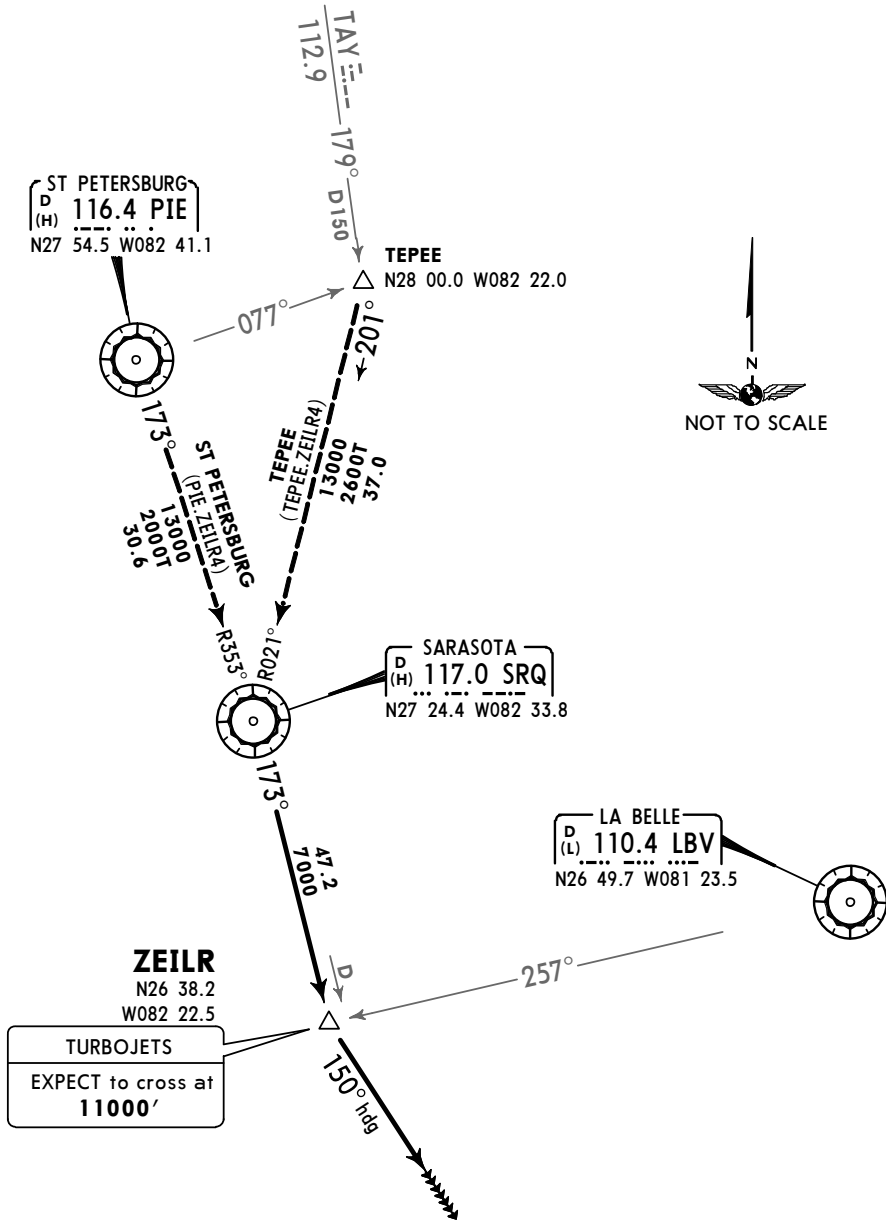 TAY
112.9
179°
D150
ST PETERSBURG
D
(H) 116.4 PIE
N27 54.5 W082 41.1
TEPEE
N28 00.0 W082 22.0
077°
201°
N
NOT TO SCALE
173°
ST PETERSBURG
(PIE.ZEILR4)
13000
2000T
30.6
TEPEE
(TEPEE.ZEILR4)
13000
2600T
37.0
R353°
R021°
SARASOTA
D
(H) 117.0 SRQ
N27 24.4 W082 33.8
173°
47.2
7000
LA BELLE
D
(L) 110.4 LBV
N26 49.7 W081 23.5
ZEILR
N26 38.2
W082 22.5
D
257°
TURBOJETS
EXPECT to cross at
11000'
150° hdg